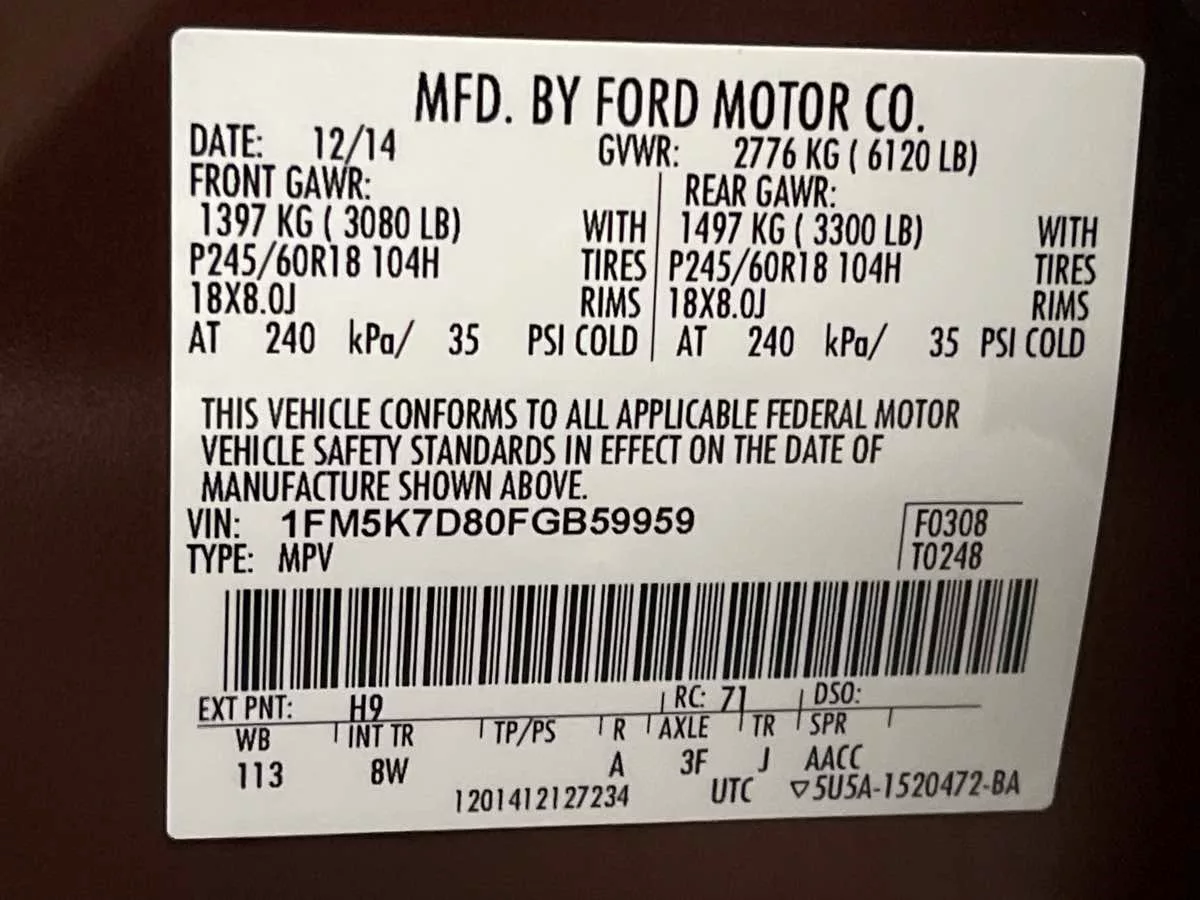 MFD. BY FORD MOTOR CO.
DATE: 12/14 GVWR: 2776 KG ( 6120 LB)
FRONT GAWR: REAR GAWR:
1397 KG ( 3080 LB) WITH 1497 KG ( 3300 LB) WITH
P245/60R18 104H TIRES P245/60R18 104H TIRES
18X8.0J RIMS 18X8.0J RIMS
AT 240 kPa/ 35 PSI COLD AT 240 kPa/ 35 PSI COLD
THIS VEHICLE CONFORMS TO ALL APPLICABLE FEDERAL MOTOR
VEHICLE SAFETY STANDARDS IN EFFECT ON THE DATE OF
MANUFACTURE SHOWN ABOVE.
VIN: 1FM5K7D80FGB59959 F0308
TYPE: MPV T0248
EXT PNT: H9 RC: 71 DSO:
WB INT TR TP/PS R AXLE TR SPR
113 8W A 3F J AACC
1201412127234 UTC ▽5U5A-1520472-BA